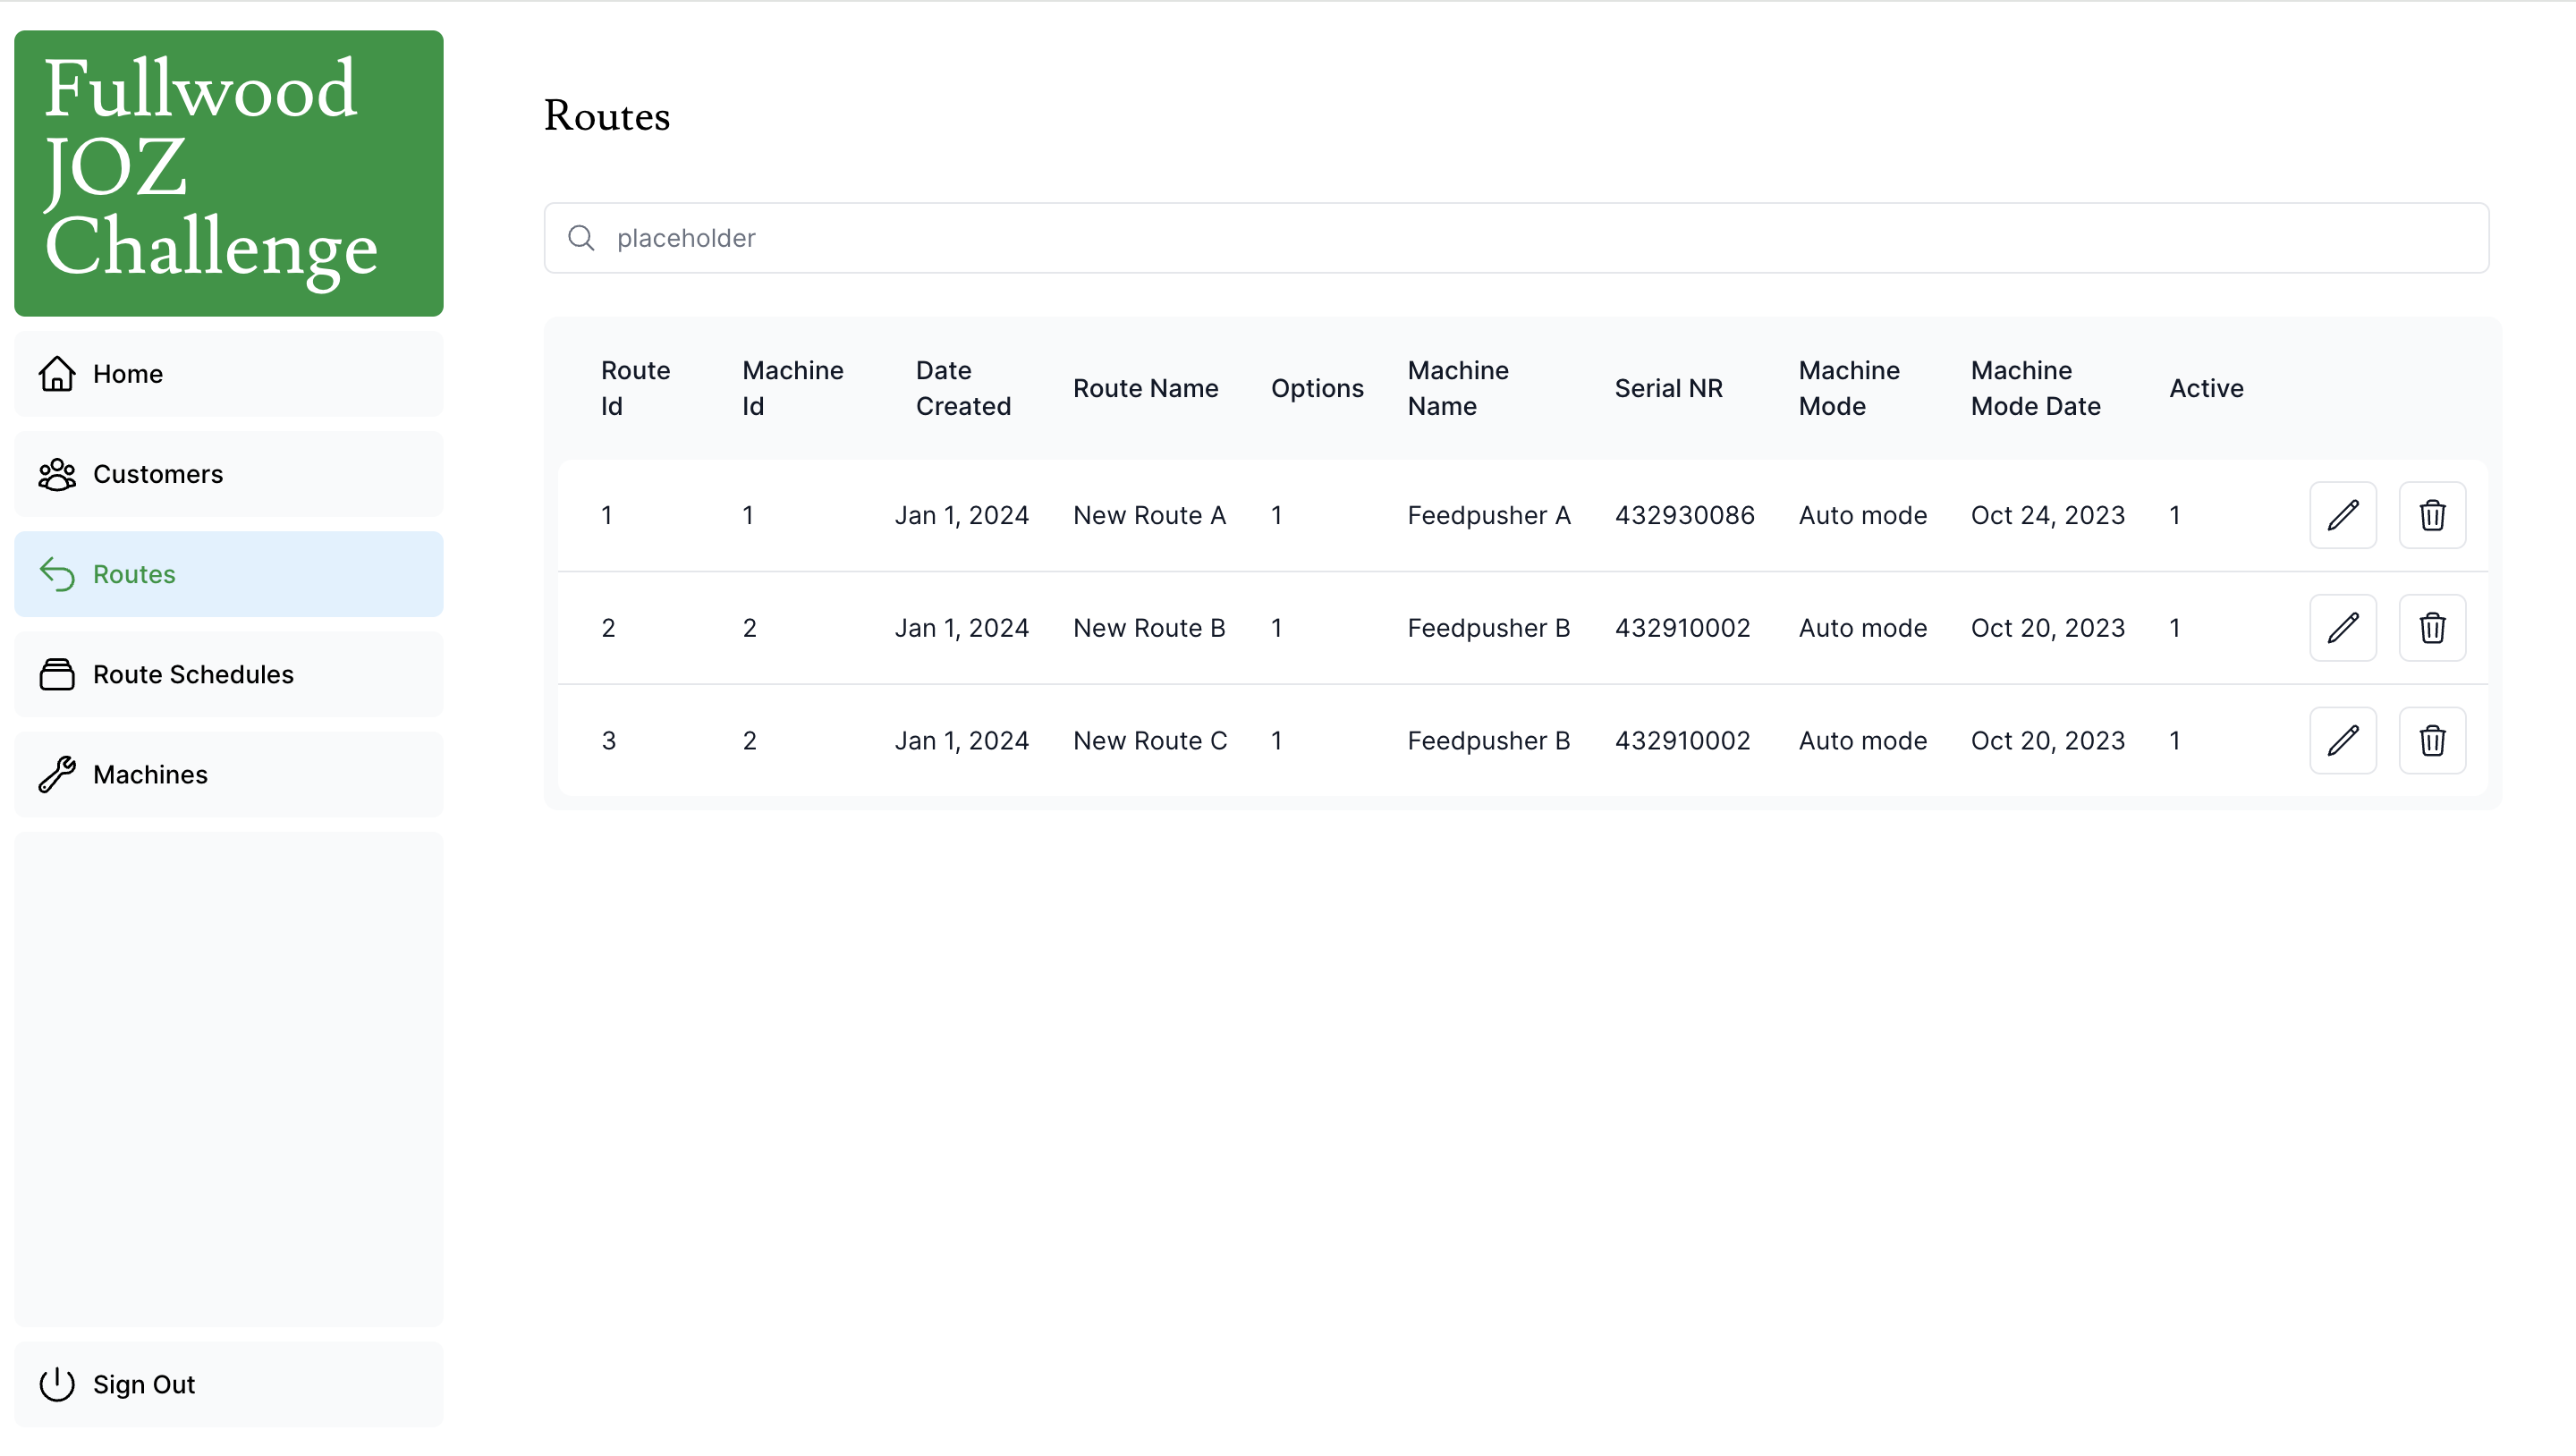 Fullwood
JOZ
Challenge
Home
Customers
Routes
Route Schedules
Machines
Sign Out
Routes
placeholder
Route Id Machine Id Date Created Route Name Options Machine Name Serial NR Machine Mode Machine Mode Date Active
1 1 Jan 1, 2024 New Route A 1 Feedpusher A 432930086 Auto mode Oct 24, 2023 1
2 2 Jan 1, 2024 New Route B 1 Feedpusher B 432910002 Auto mode Oct 20, 2023 1
3 2 Jan 1, 2024 New Route C 1 Feedpusher B 432910002 Auto mode Oct 20, 2023 1